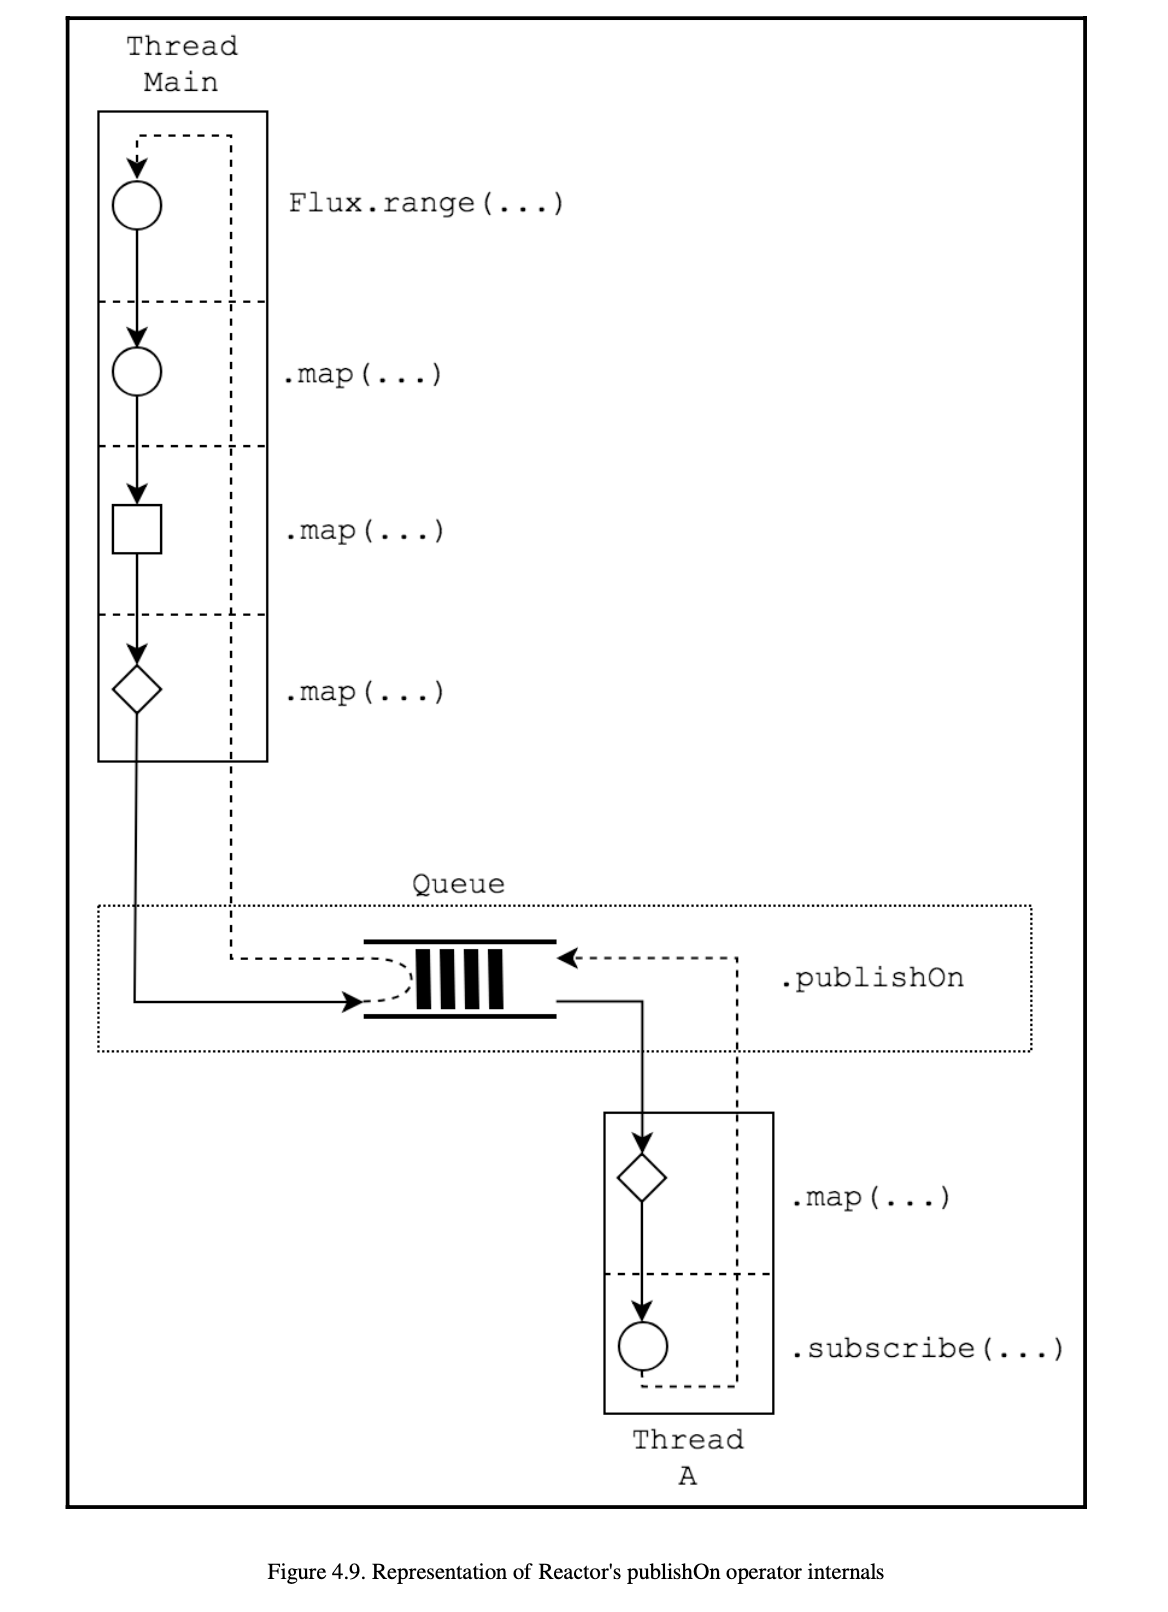 Thread
Main
Flux.range(...)
.map(...)
.map(...)
.map(...)
Queue
.publishOn
.map(...)
.subscribe(...)
Thread
A
Figure 4.9. Representation of Reactor's publishOn operator internals